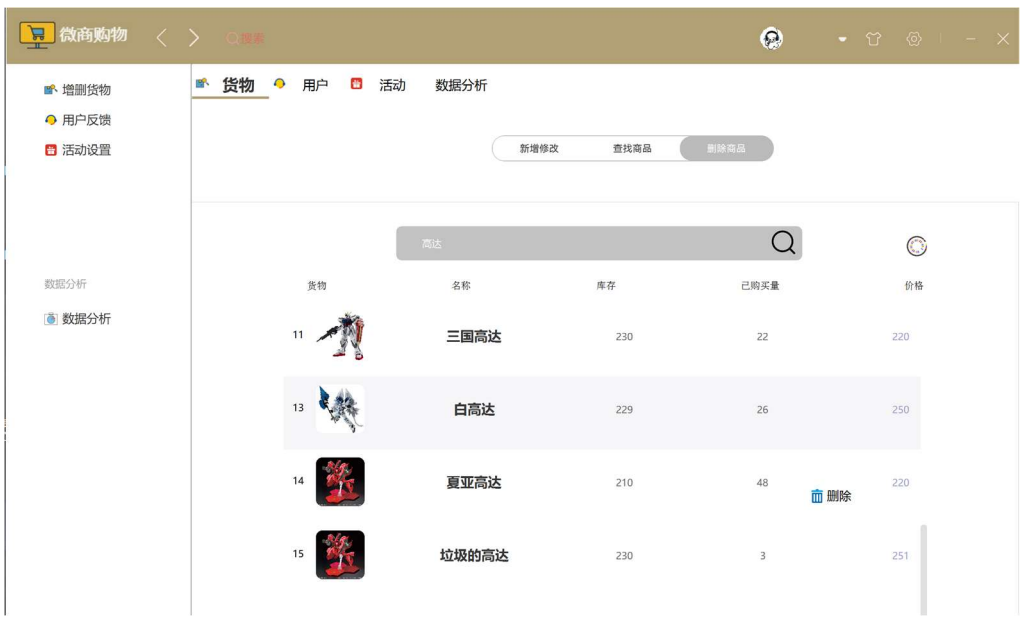 微商购物
搜索
增删货物
用户反馈
活动设置
数据分析
数据分析
货物 用户 活动 数据分析
新增修改 查找商品 删除商品
高达
货物 名称 库存 已购买量 价格
11 三国高达 230 22 220
13 白高达 229 26 250
14 夏亚高达 210 48 220
删除
15 垃圾的高达 230 3 251